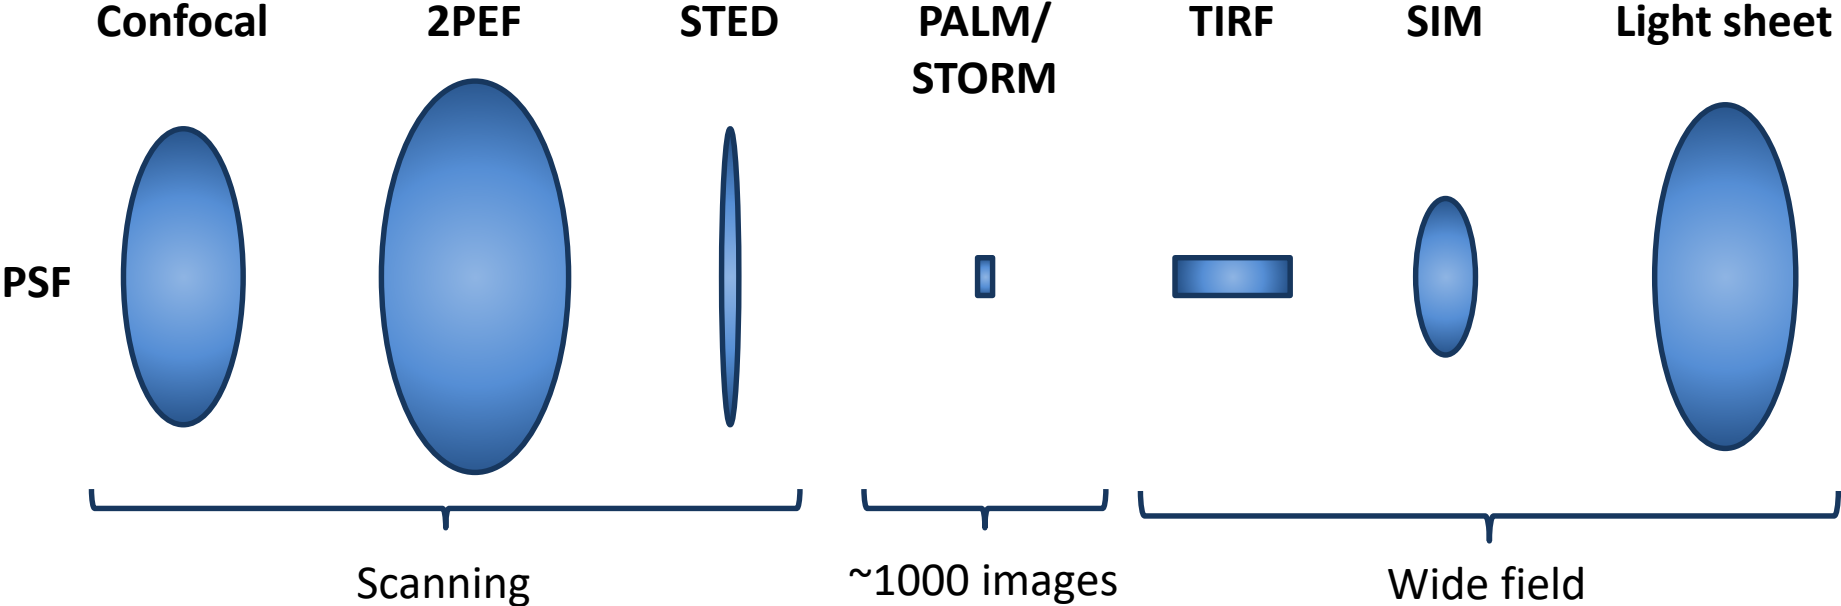 Confocal 2PEF STED PALM/ TIRF SIM Light sheet
STORM
PSF
Scanning ~1000 images Wide field